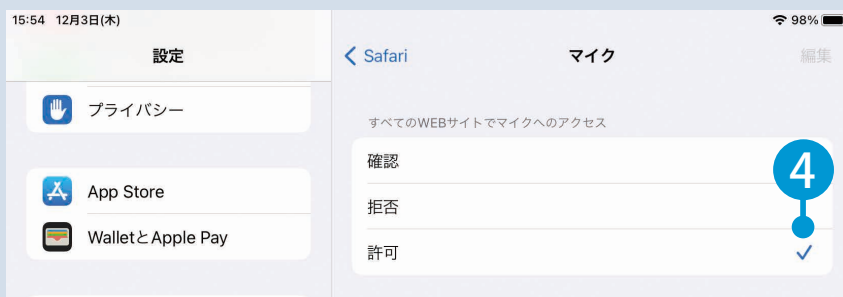 15:54 12月3日(木)
98%
設定
プライバシー
App Store
WalletとApple Pay
Safari
マイク
編集
すべてのWEBサイトでマイクへのアクセス
確認
拒否
許可
4